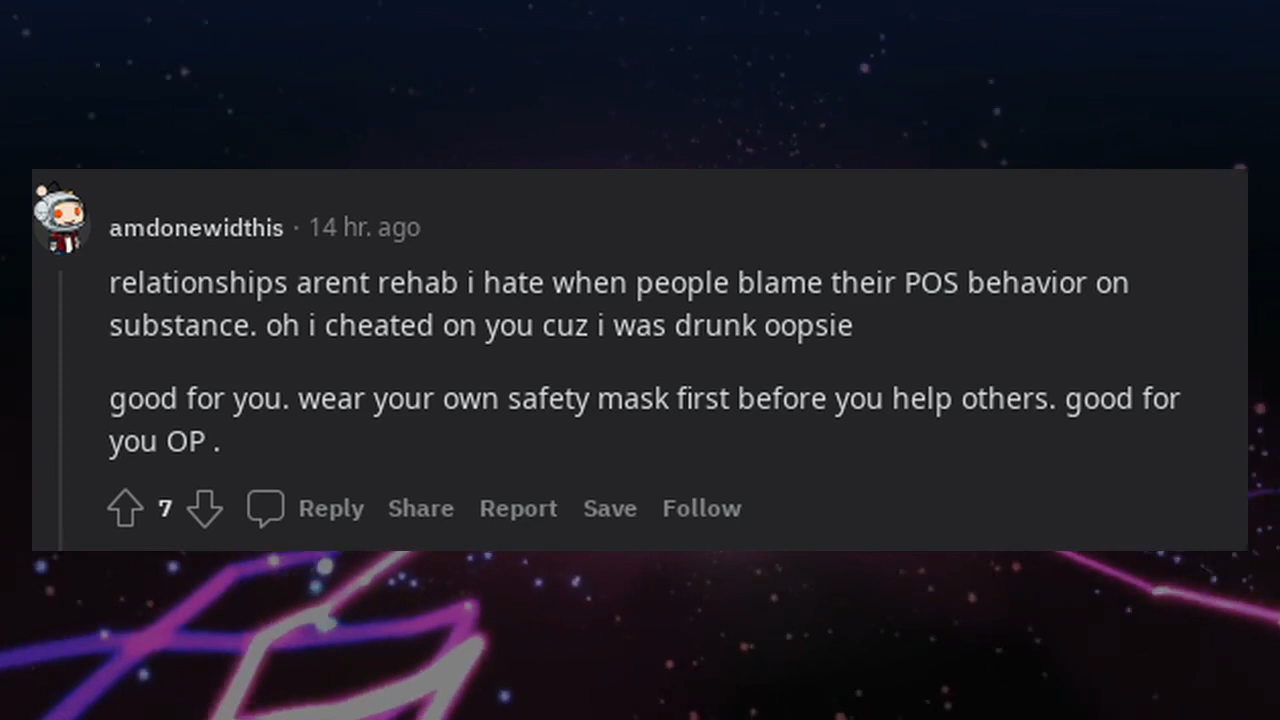 amdonewidthis · 14 hr. ago
relationships arent rehab i hate when people blame their POS behavior on
substance. oh i cheated on you cuz i was drunk oopsie
good for you. wear your own safety mask first before you help others. good for
you OP .
7 Reply Share Report Save Follow